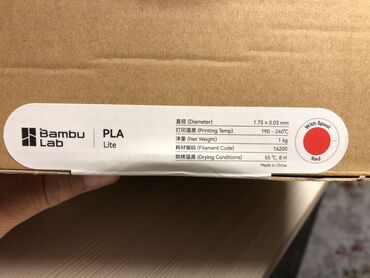 Bambu
Lab
PLA
Lite
直径 (Diameter) 1.75 ± 0.03 mm
打印温度 (Printing Temp) 190 - 240℃
净重 (Net Weight) 1 kg
耗材编码 (Filament Code) 16200
烘烤温度 (Drying Conditions) 55 ℃, 8 H
Made in China
With Spool
Red